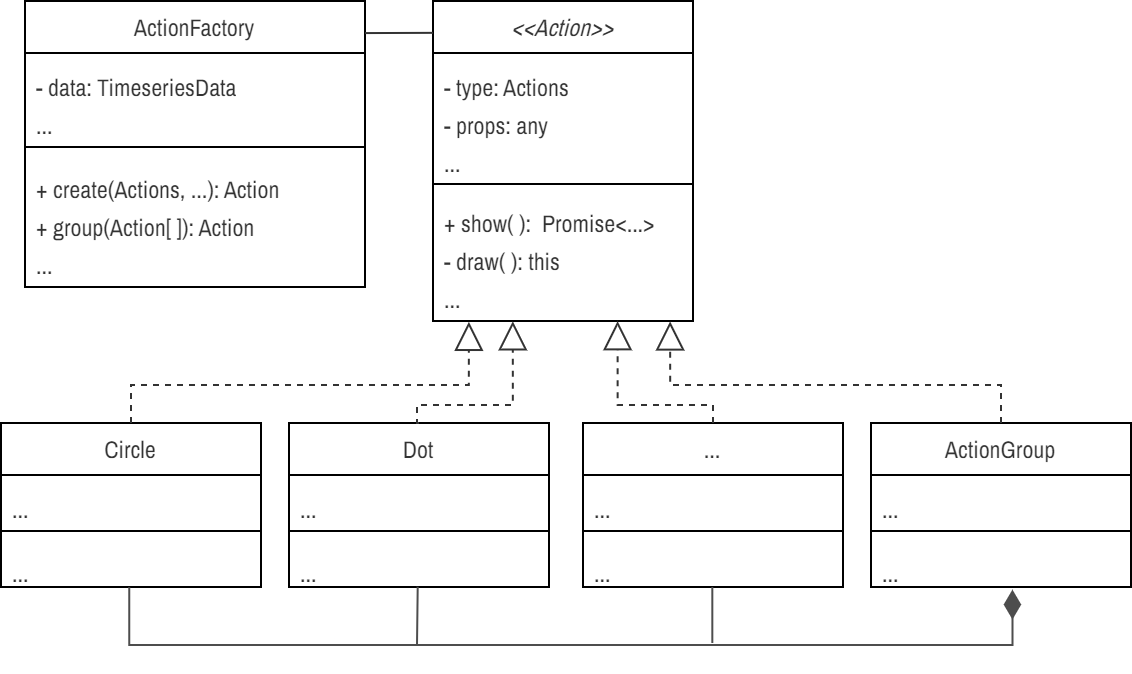 ActionFactory
- data: TimeseriesData
...
+ create(Actions, ...): Action
+ group(Action[ ]): Action
...
<<Action>>
- type: Actions
- props: any
...
+ show( ):  Promise<...>
- draw( ): this
...
Circle
...
...
Dot
...
...
...
...
...
ActionGroup
...
...